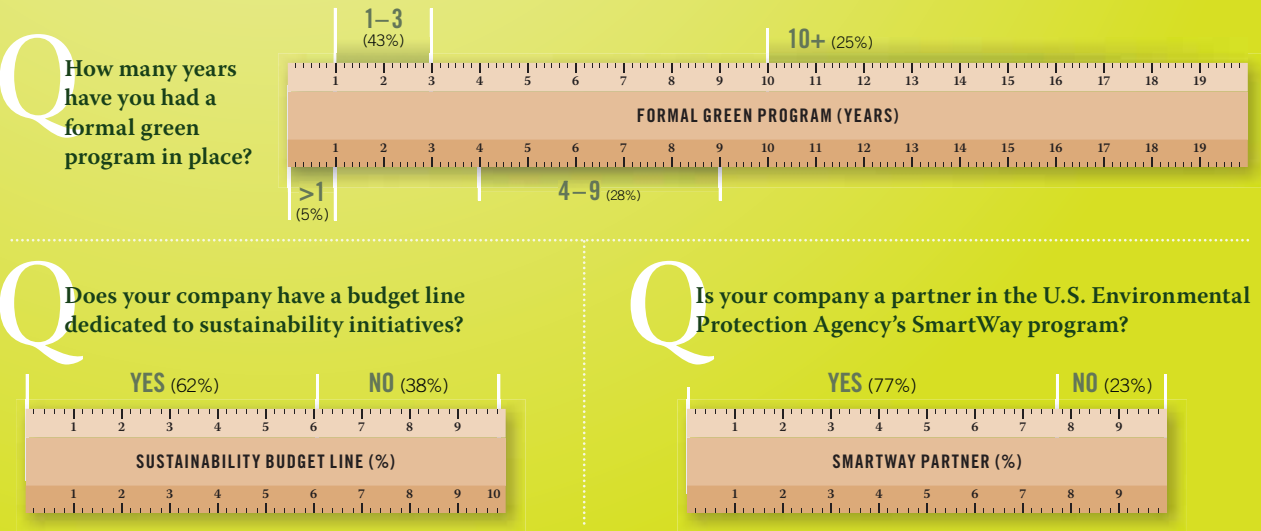 1–3
(43%)
10+ (25%)
Q How many years
have you had a
formal green
program in place?
1 2 3 4 5 6 7 8 9 10 11 12 13 14 15 16 17 18 19
FORMAL GREEN PROGRAM (YEARS)
1 2 3 4 5 6 7 8 9 10 11 12 13 14 15 16 17 18 19
>1
(5%)
4–9 (28%)
Q Does your company have a budget line
dedicated to sustainability initiatives?
YES (62%) NO (38%)
1 2 3 4 5 6 7 8 9
SUSTAINABILITY BUDGET LINE (%)
1 2 3 4 5 6 7 8 9 10
Q Is your company a partner in the U.S. Environmental
Protection Agency’s SmartWay program?
YES (77%) NO (23%)
1 2 3 4 5 6 7 8 9
SMARTWAY PARTNER (%)
1 2 3 4 5 6 7 8 9